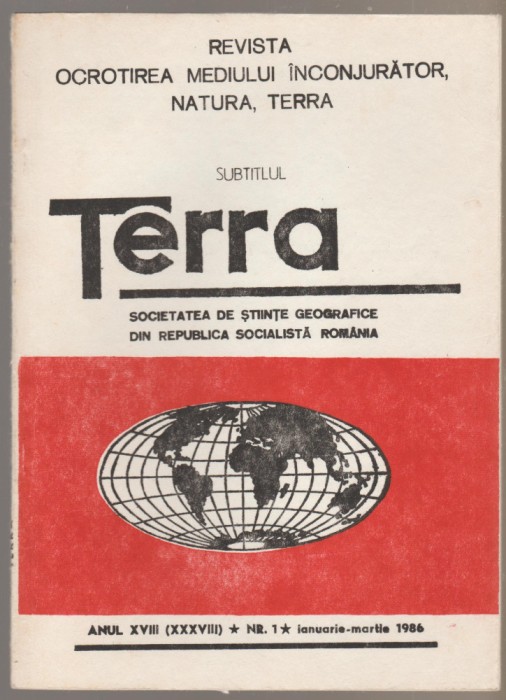 REVISTA
OCROTIREA MEDIULUI ÎNCONJURĂTOR,
NATURA, TERRA
SUBTITLUL
Terra
SOCIETATEA DE ȘTIINȚE GEOGRAFICE
DIN REPUBLICA SOCIALISTĂ ROMÂNIA
ANUL XVIII (XXXVIII) ★ NR. 1 ★ ianuarie-martie 1986